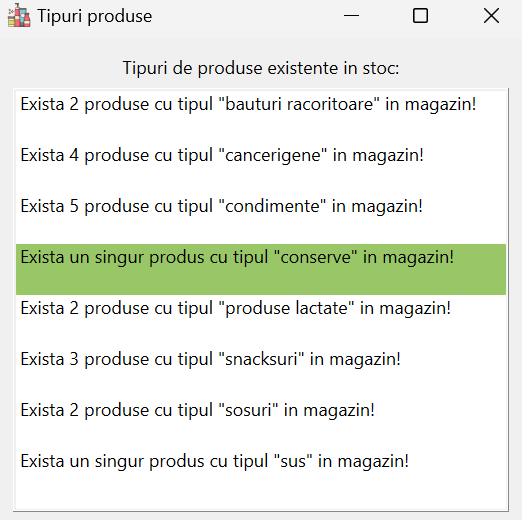 Tipuri produse
Tipuri de produse existente in stoc:
Exista 2 produse cu tipul "bauturi racoritoare" in magazin!
Exista 4 produse cu tipul "cancerigene" in magazin!
Exista 5 produse cu tipul "condimente" in magazin!
Exista un singur produs cu tipul "conserve" in magazin!
Exista 2 produse cu tipul "produse lactate" in magazin!
Exista 3 produse cu tipul "snacksuri" in magazin!
Exista 2 produse cu tipul "sosuri" in magazin!
Exista un singur produs cu tipul "sus" in magazin!